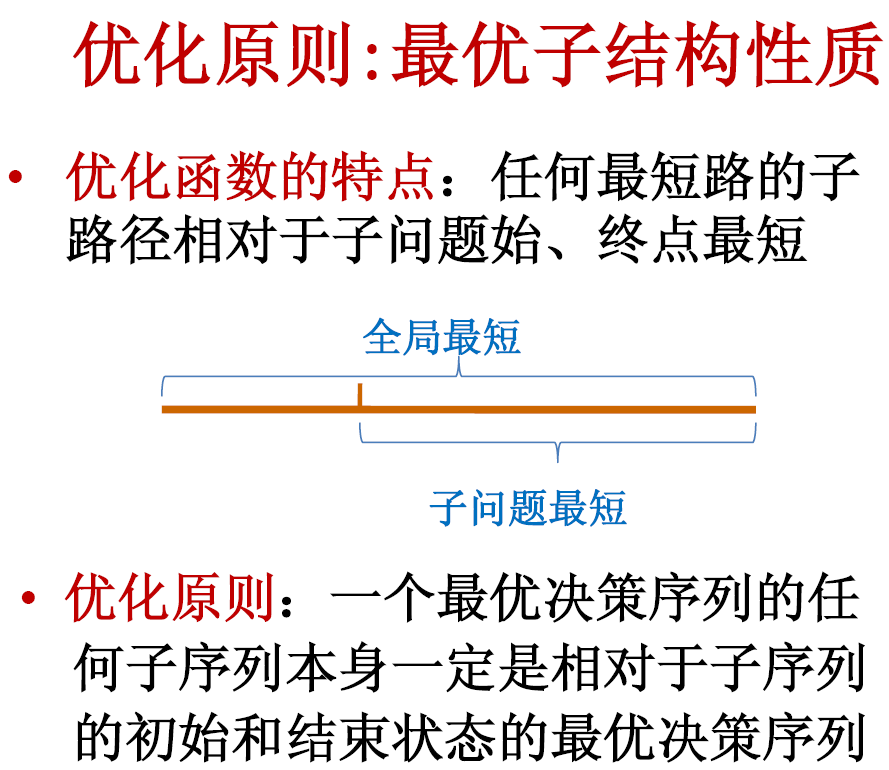 优化原则:最优子结构性质
• 优化函数的特点：任何最短路的子
路径相对于子问题始、终点最短
全局最短
子问题最短
• 优化原则：一个最优决策序列的任
何子序列本身一定是相对于子序列
的初始和结束状态的最优决策序列